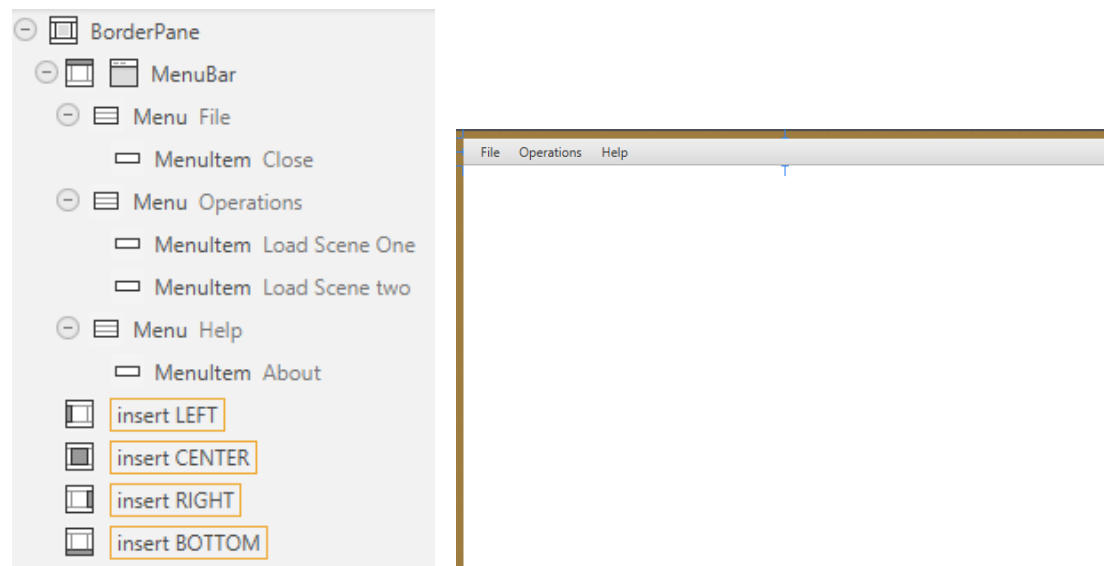 BorderPane
MenuBar
Menu File
MenuItem Close
Menu Operations
MenuItem Load Scene One
MenuItem Load Scene two
Menu Help
MenuItem About
insert LEFT
insert CENTER
insert RIGHT
insert BOTTOM
File Operations Help